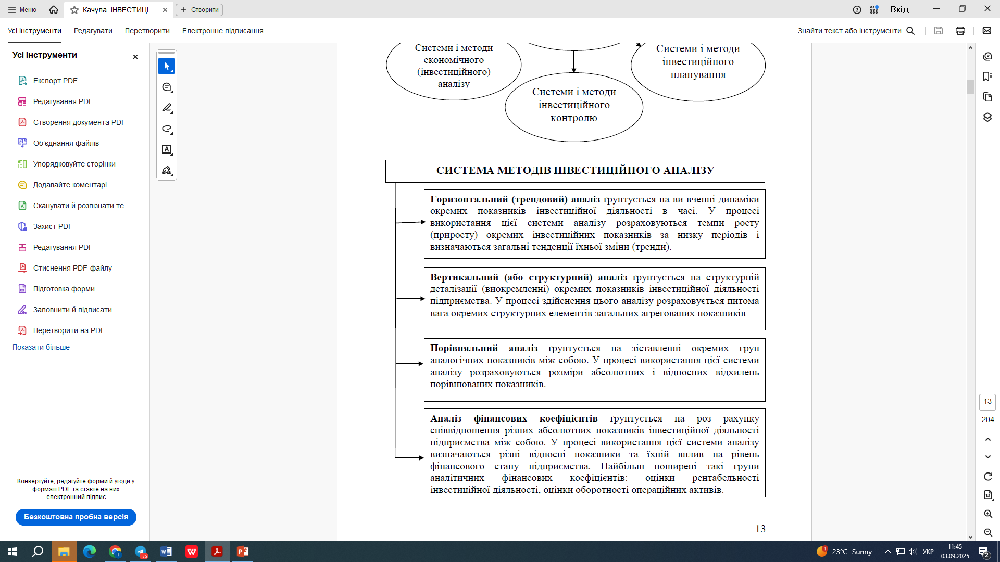 Меню
Качула_ІНВЕСТИЦІ...
Створити
Вхід
Усі інструменти
Редагувати
Перетворити
Електронне підписання
Знайти текст або інструменти
Усі інструменти
Експорт PDF
Редагування PDF
Створення документа PDF
Об'єднання файлів
Упорядковуйте сторінки
Додавайте коментарі
Сканувати й розпізнати те...
Захист PDF
Редагування PDF
Стиснення PDF-файлу
Підготовка форми
Заповнити й підписати
Перетворити на PDF
Показати більше
Конвертуйте, редагуйте форми й угоди у
форматі PDF та ставте на них
електронний підпис
Безкоштовна пробна версія
Системи і методи
економічного
(інвестиційного)
аналізу
Системи і методи
інвестиційного
контролю
Системи і методи
інвестиційного
планування
СИСТЕМА МЕТОДІВ ІНВЕСТИЦІЙНОГО АНАЛІЗУ
Горизонтальний (трендовий) аналіз ґрунтується на ви вченні динаміки
окремих показників інвестиційної діяльності в часі. У процесі
використання цієї системи аналізу розраховуються темпи росту
(приросту) окремих інвестиційних показників за низку періодів і
визначаються загальні тенденції їхньої зміни (тренди).
Вертикальний (або структурний) аналіз ґрунтується на структурній
деталізації (виокремленні) окремих показників інвестиційної діяльності
підприємства. У процесі здійснення цього аналізу розраховується питома
вага окремих структурних елементів загальних агрегованих показників
Порівняльний аналіз ґрунтується на зіставленні окремих груп
аналогічних показників між собою. У процесі використання цієї системи
аналізу розраховуються розміри абсолютних і відносних відхилень
порівнюваних показників.
Аналіз фінансових коефіцієнтів ґрунтується на роз рахунку
співвідношення різних абсолютних показників інвестиційної діяльності
підприємства між собою. У процесі використання цієї системи аналізу
визначаються різні відносні показники та їхній вплив на рівень
фінансового стану підприємства. Найбільш поширені такі групи
аналітичних фінансових коефіцієнтів: оцінки рентабельності
інвестиційної діяльності, оцінки оборотності операційних активів.
13
13
204
1:1
23°C Sunny
УКР
11:45
03.09.2025
2